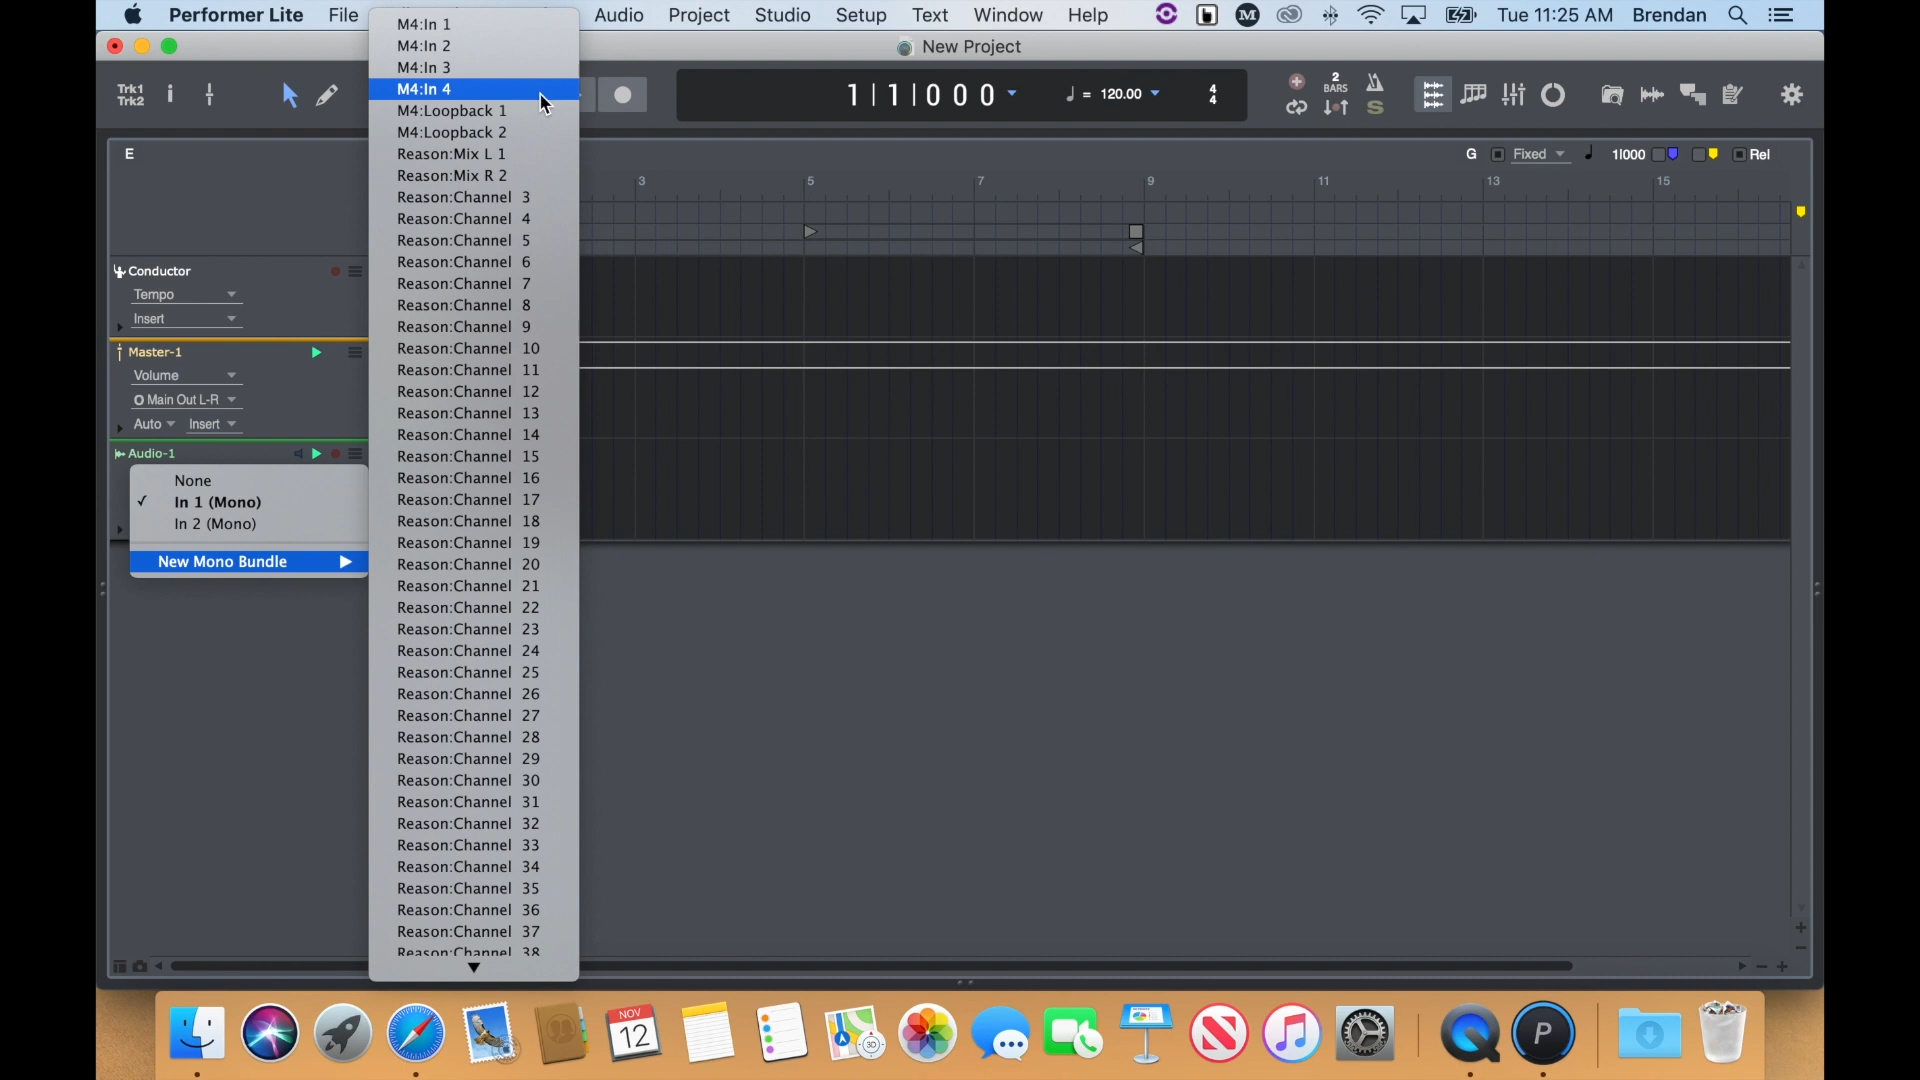 Performer Lite File Audio Project Studio Setup Text Window Help M Tue 11:25 AM Brendan
New Project
Trk1
Trk2
1|1|000
= 120.00
4
4
2
BARS
S
E
G Fixed 1|000 Rel
3 5 7 9 11 13 15
Conductor
Tempo
Insert
Master-1
Volume
Main Out L-R
Auto Insert
Audio-1
None
✓ In 1 (Mono)
In 2 (Mono)
New Mono Bundle
M4:In 1
M4:In 2
M4:In 3
M4:In 4
M4:Loopback 1
M4:Loopback 2
Reason:Mix L 1
Reason:Mix R 2
Reason:Channel 3
Reason:Channel 4
Reason:Channel 5
Reason:Channel 6
Reason:Channel 7
Reason:Channel 8
Reason:Channel 9
Reason:Channel 10
Reason:Channel 11
Reason:Channel 12
Reason:Channel 13
Reason:Channel 14
Reason:Channel 15
Reason:Channel 16
Reason:Channel 17
Reason:Channel 18
Reason:Channel 19
Reason:Channel 20
Reason:Channel 21
Reason:Channel 22
Reason:Channel 23
Reason:Channel 24
Reason:Channel 25
Reason:Channel 26
Reason:Channel 27
Reason:Channel 28
Reason:Channel 29
Reason:Channel 30
Reason:Channel 31
Reason:Channel 32
Reason:Channel 33
Reason:Channel 34
Reason:Channel 35
Reason:Channel 36
Reason:Channel 37
Reason:Channel 38
NOV
12
3D
P